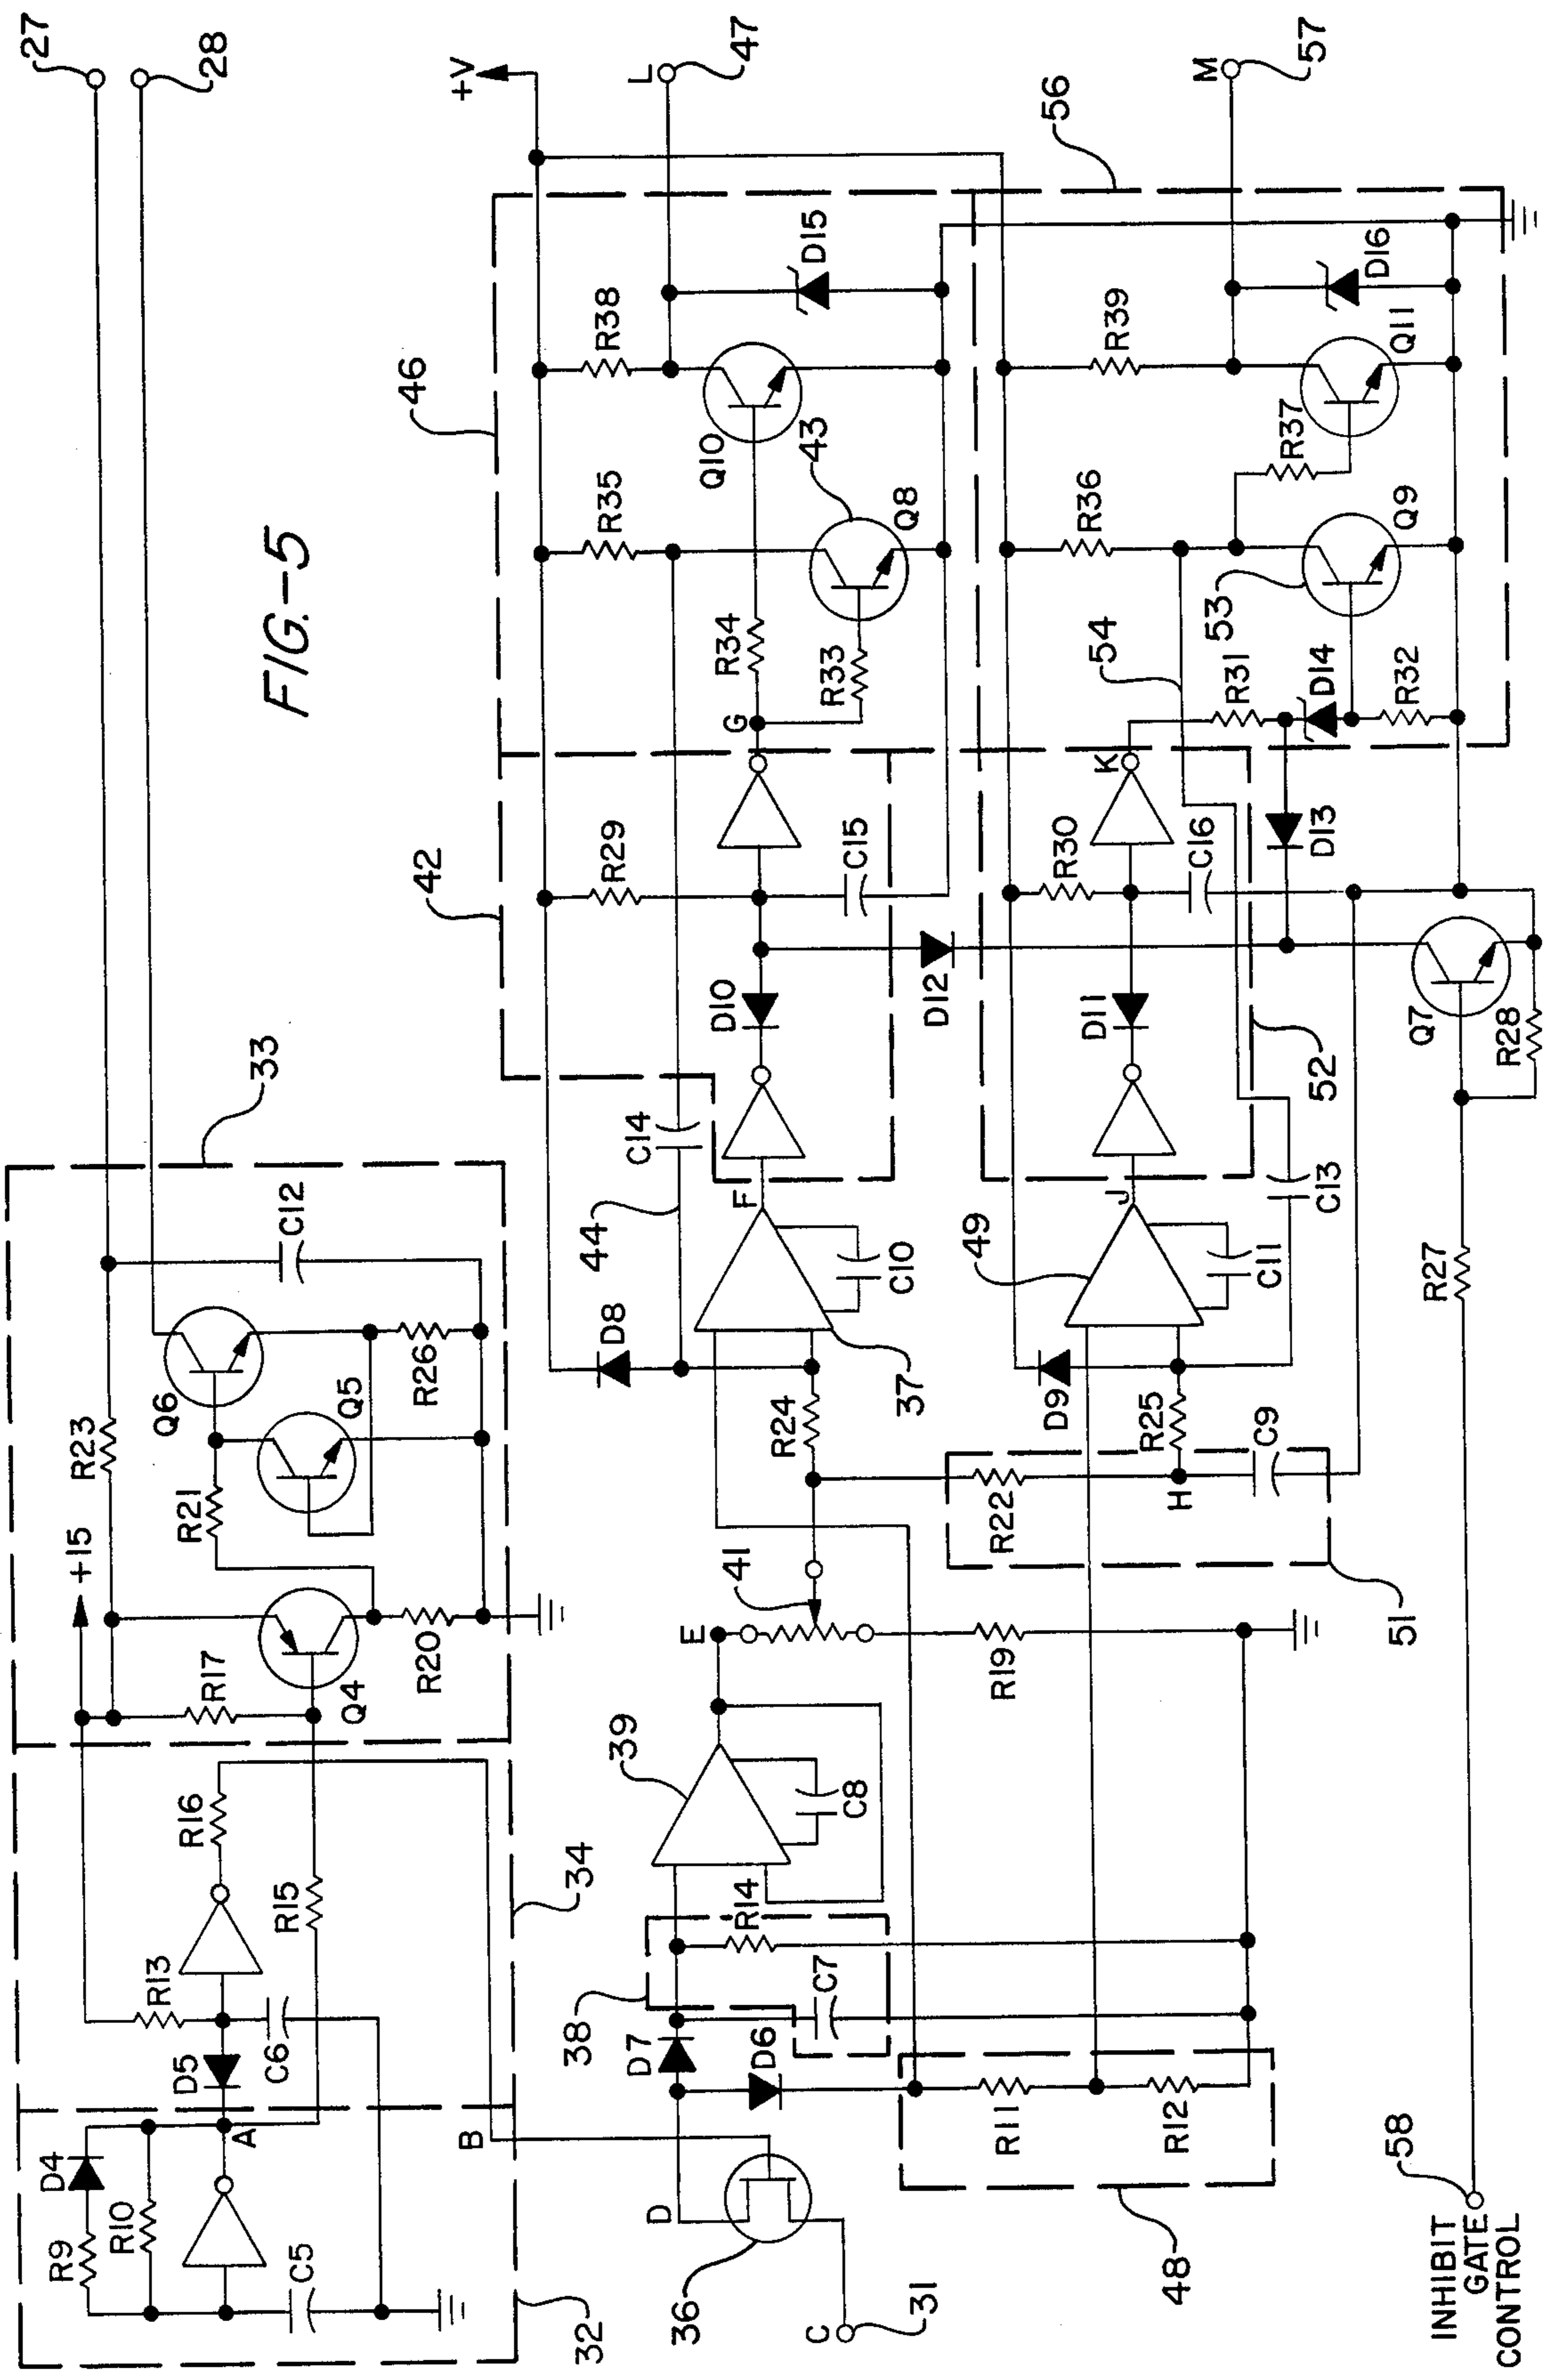 FIG.-5
27
28
33
+15
R23
C12
Q6
R21
Q5
R26
R17
Q4
R20
R16
R13
R15
34
D5
C6
A
D4
R9
R10
C5
32
B
+V
L
47
46
R38
D15
R35
Q10
43
Q8
R34
R33
G
42
R29
C15
D10
C14
44
F
D8
C10
37
R24
D12
56
M
57
R39
D16
Q11
R37
R36
53
Q9
54
R31
D14
R32
K
R30
C16
D13
D11
52
Q7
R28
J
49
C13
C11
D9
R25
R27
C9
R22
H
51
41
E
R19
39
C8
R14
38
C7
D7
D6
R11
R12
48
D
36
C
31
58
INHIBIT
GATE
CONTROL